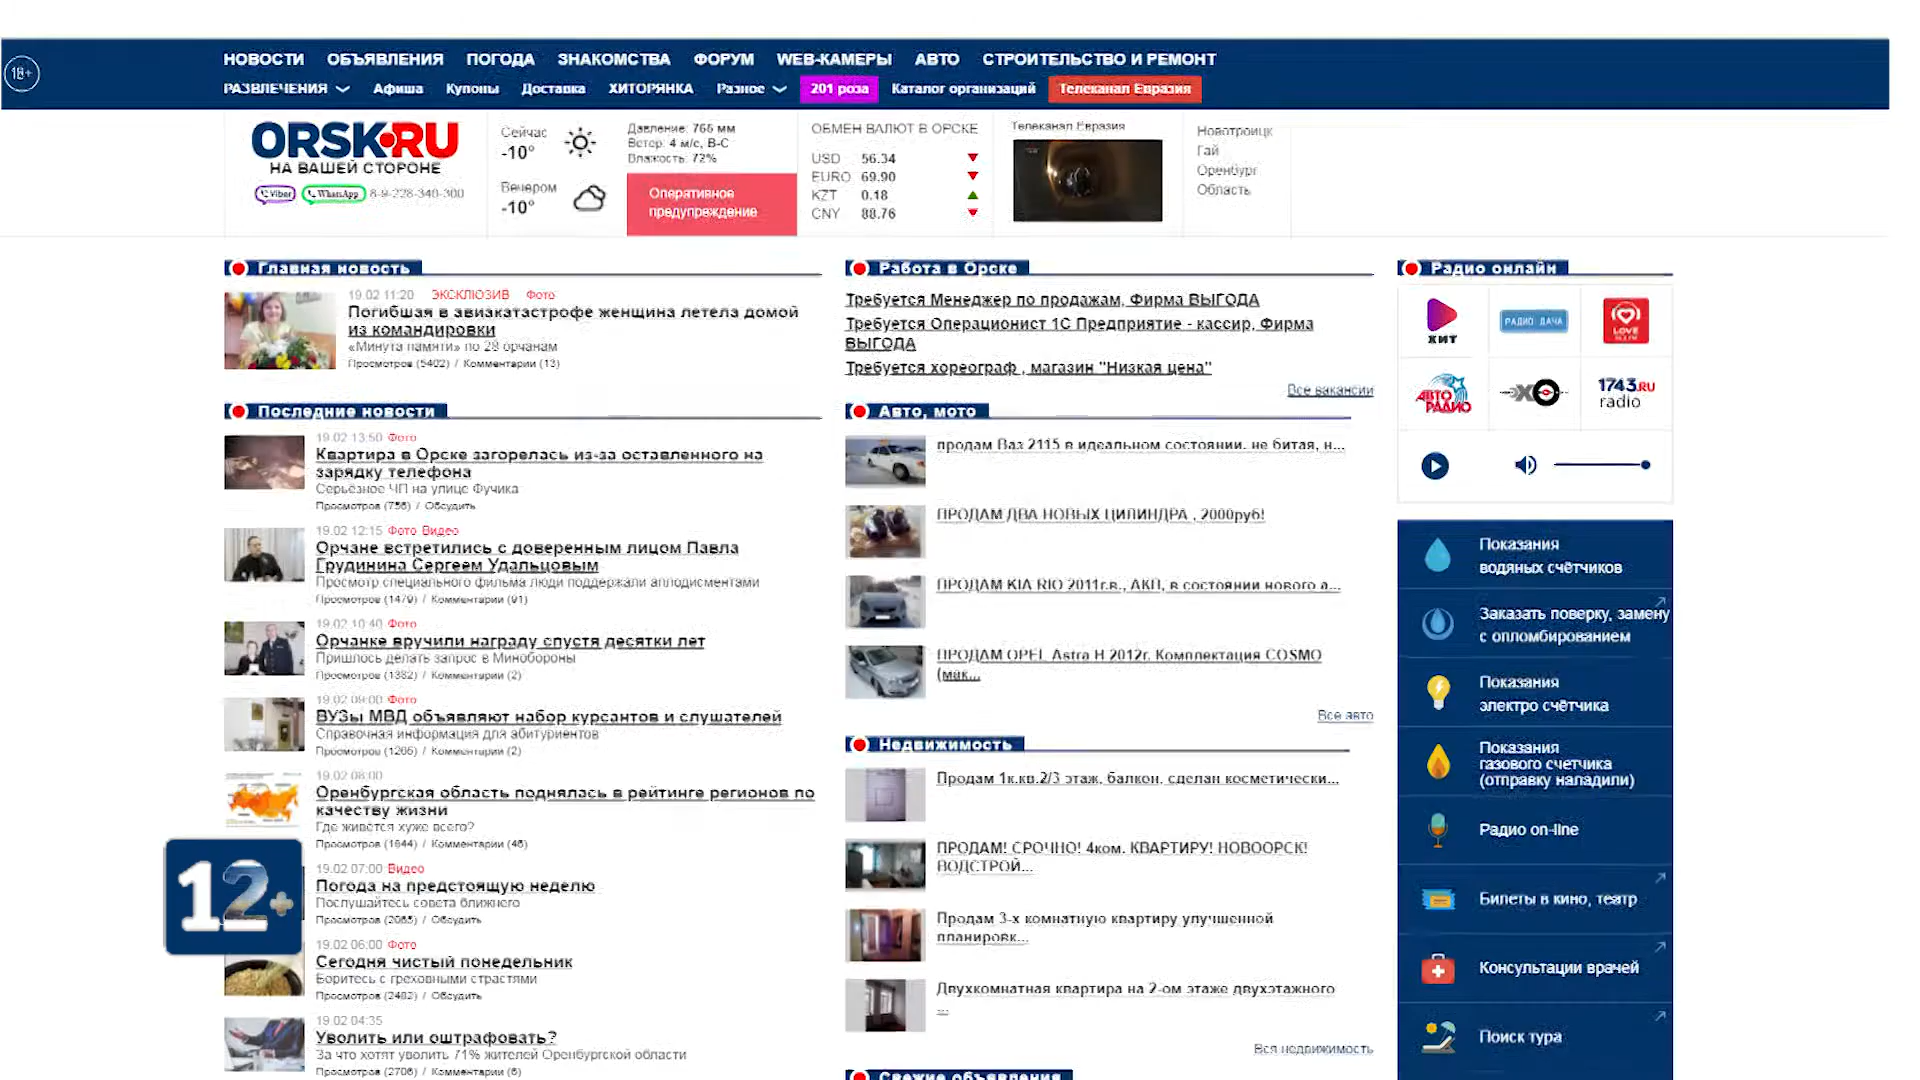 18+
НОВОСТИ ОБЪЯВЛЕНИЯ ПОГОДА ЗНАКОМСТВА ФОРУМ WEB-КАМЕРЫ АВТО СТРОИТЕЛЬСТВО И РЕМОНТ
РАЗВЛЕЧЕНИЯ Афиша Купоны Доставка ХИТОРЯНКА Разное 201 роза Каталог организаций Телеканал Евразия
ORSK.RU
НА ВАШЕЙ СТОРОНЕ
Viber WhatsApp 8-9-228-340-300
Сейчас
-10°
Вечером
-10°
Давление: 766 мм
Ветер: 4 м/с, В-С
Влажость: 72%
Оперативное
предупреждение
ОБМЕН ВАЛЮТ В ОРСКЕ
USD 56.34
EURO 69.90
KZT 0.18
CNY 88.76
Телеканал Евразия
Новотроицк
Гай
Оренбург
Область
Главная новость
19.02 11:20 ЭКСКЛЮЗИВ Фото
Погибшая в авиакатастрофе женщина летела домой
из командировки
«Минута памяти» по 28 орчанам
Просмотров (5402) / Комментарии (13)
Последние новости
19.02 13:50 Фото
Квартира в Орске загорелась из-за оставленного на
зарядку телефона
Серьёзное ЧП на улице Фучика
Просмотров (756) / Обсудить
19.02 12:15 Фото Видео
Орчане встретились с доверенным лицом Павла
Грудинина Сергеем Удальцовым
Просмотр специального фильма люди поддержали аплодисментами
Просмотров (1479) / Комментарии (91)
19.02 10:40 Фото
Орчанке вручили награду спустя десятки лет
Пришлось делать запрос в Минобороны
Просмотров (1382) / Комментарии (2)
19.02 09:00 Фото
ВУЗы МВД объявляют набор курсантов и слушателей
Справочная информация для абитуриентов
Просмотров (1265) / Комментарии (2)
19.02 08:00
Оренбургская область поднялась в рейтинге регионов по
качеству жизни
Где живётся хуже всего?
Просмотров (1644) / Комментарии (46)
19.02 07:00 Видео
Погода на предстоящую неделю
Послушайтесь совета ближнего
Просмотров (2065) / Обсудить
12+
19.02 06:00 Фото
Сегодня чистый понедельник
Боритесь с греховными страстями
Просмотров (2482) / Обсудить
19.02 04:35
Уволить или оштрафовать?
За что хотят уволить 71% жителей Оренбургской области
Просмотров (2706) / Комментарии (6)
Работа в Орске
Требуется Менеджер по продажам, Фирма ВЫГОДА
Требуется Операционист 1С Предприятие - кассир, Фирма
ВЫГОДА
Требуется хореограф , магазин "Низкая цена"
Все вакансии
Авто, мото
продам Ваз 2115 в идеальном состоянии. не битая, н...
ПРОДАМ ДВА НОВЫХ ЦИЛИНДРА , 2000руб!
ПРОДАМ KIA RIO 2011г.в., АКП, в состоянии нового а...
ПРОДАМ OPEL Astra H 2012г. Комплектация COSMO
(мак...
Все авто
Недвижимость
Продам 1к.кв.2/3 этаж, балкон, сделан косметически...
ПРОДАМ! СРОЧНО! 4ком. КВАРТИРУ! НОВООРСК!
ВОДСТРОЙ...
Продам 3-х комнатную квартиру улучшенной
планировк...
Двухкомнатная квартира на 2-ом этаже двухэтажного
...
Вся недвижимость
Свежие объявления
Радио онлайн
ХИТ
РАДИО ДАЧА
LOVE
АВТО РАДИО
ЭХО
1743.RU
radio
Показания
водяных счётчиков
Заказать поверку, замену
с опломбированием
Показания
электро счётчика
Показания
газового счетчика
(отправку наладили)
Радио on-line
Билеты в кино, театр
Консультации врачей
Поиск тура